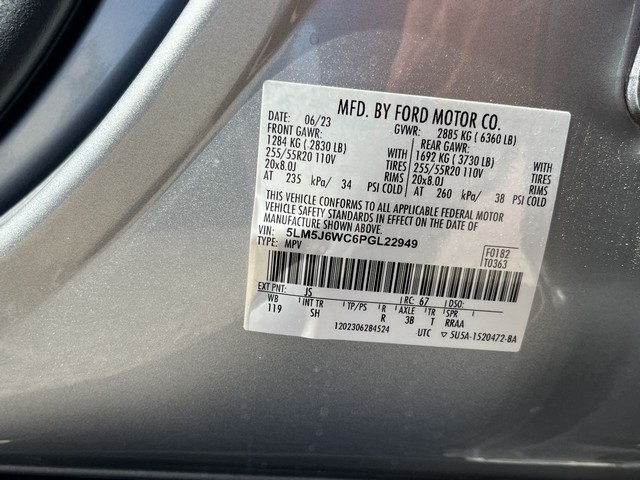 MFD. BY FORD MOTOR CO.
DATE: 06/23 GVWR: 2885 KG (6360 LB)
FRONT GAWR: REAR GAWR:
1284 KG (2830 LB) WITH 1692 KG (3730 LB) WITH
255/55R20 110V TIRES 255/55R20 110V TIRES
20x8.0J RIMS 20x8.0J RIMS
AT 235 kPa/ 34 PSI COLD AT 260 kPa/ 38 PSI COLD
THIS VEHICLE CONFORMS TO ALL APPLICABLE FEDERAL MOTOR
VEHICLE SAFETY STANDARDS IN EFFECT ON THE DATE OF
MANUFACTURE SHOWN ABOVE.
VIN: 5LM5J6WC6PGL22949
TYPE: MPV
F0182
T0363
EXT PNT: JS RC: 67 DSO:
WB INT TR TP/PS R AXLE TR SPR
119 SH R 3B T RRAA
1202306284524 UTC ▽ 5U5A-1520472-BA